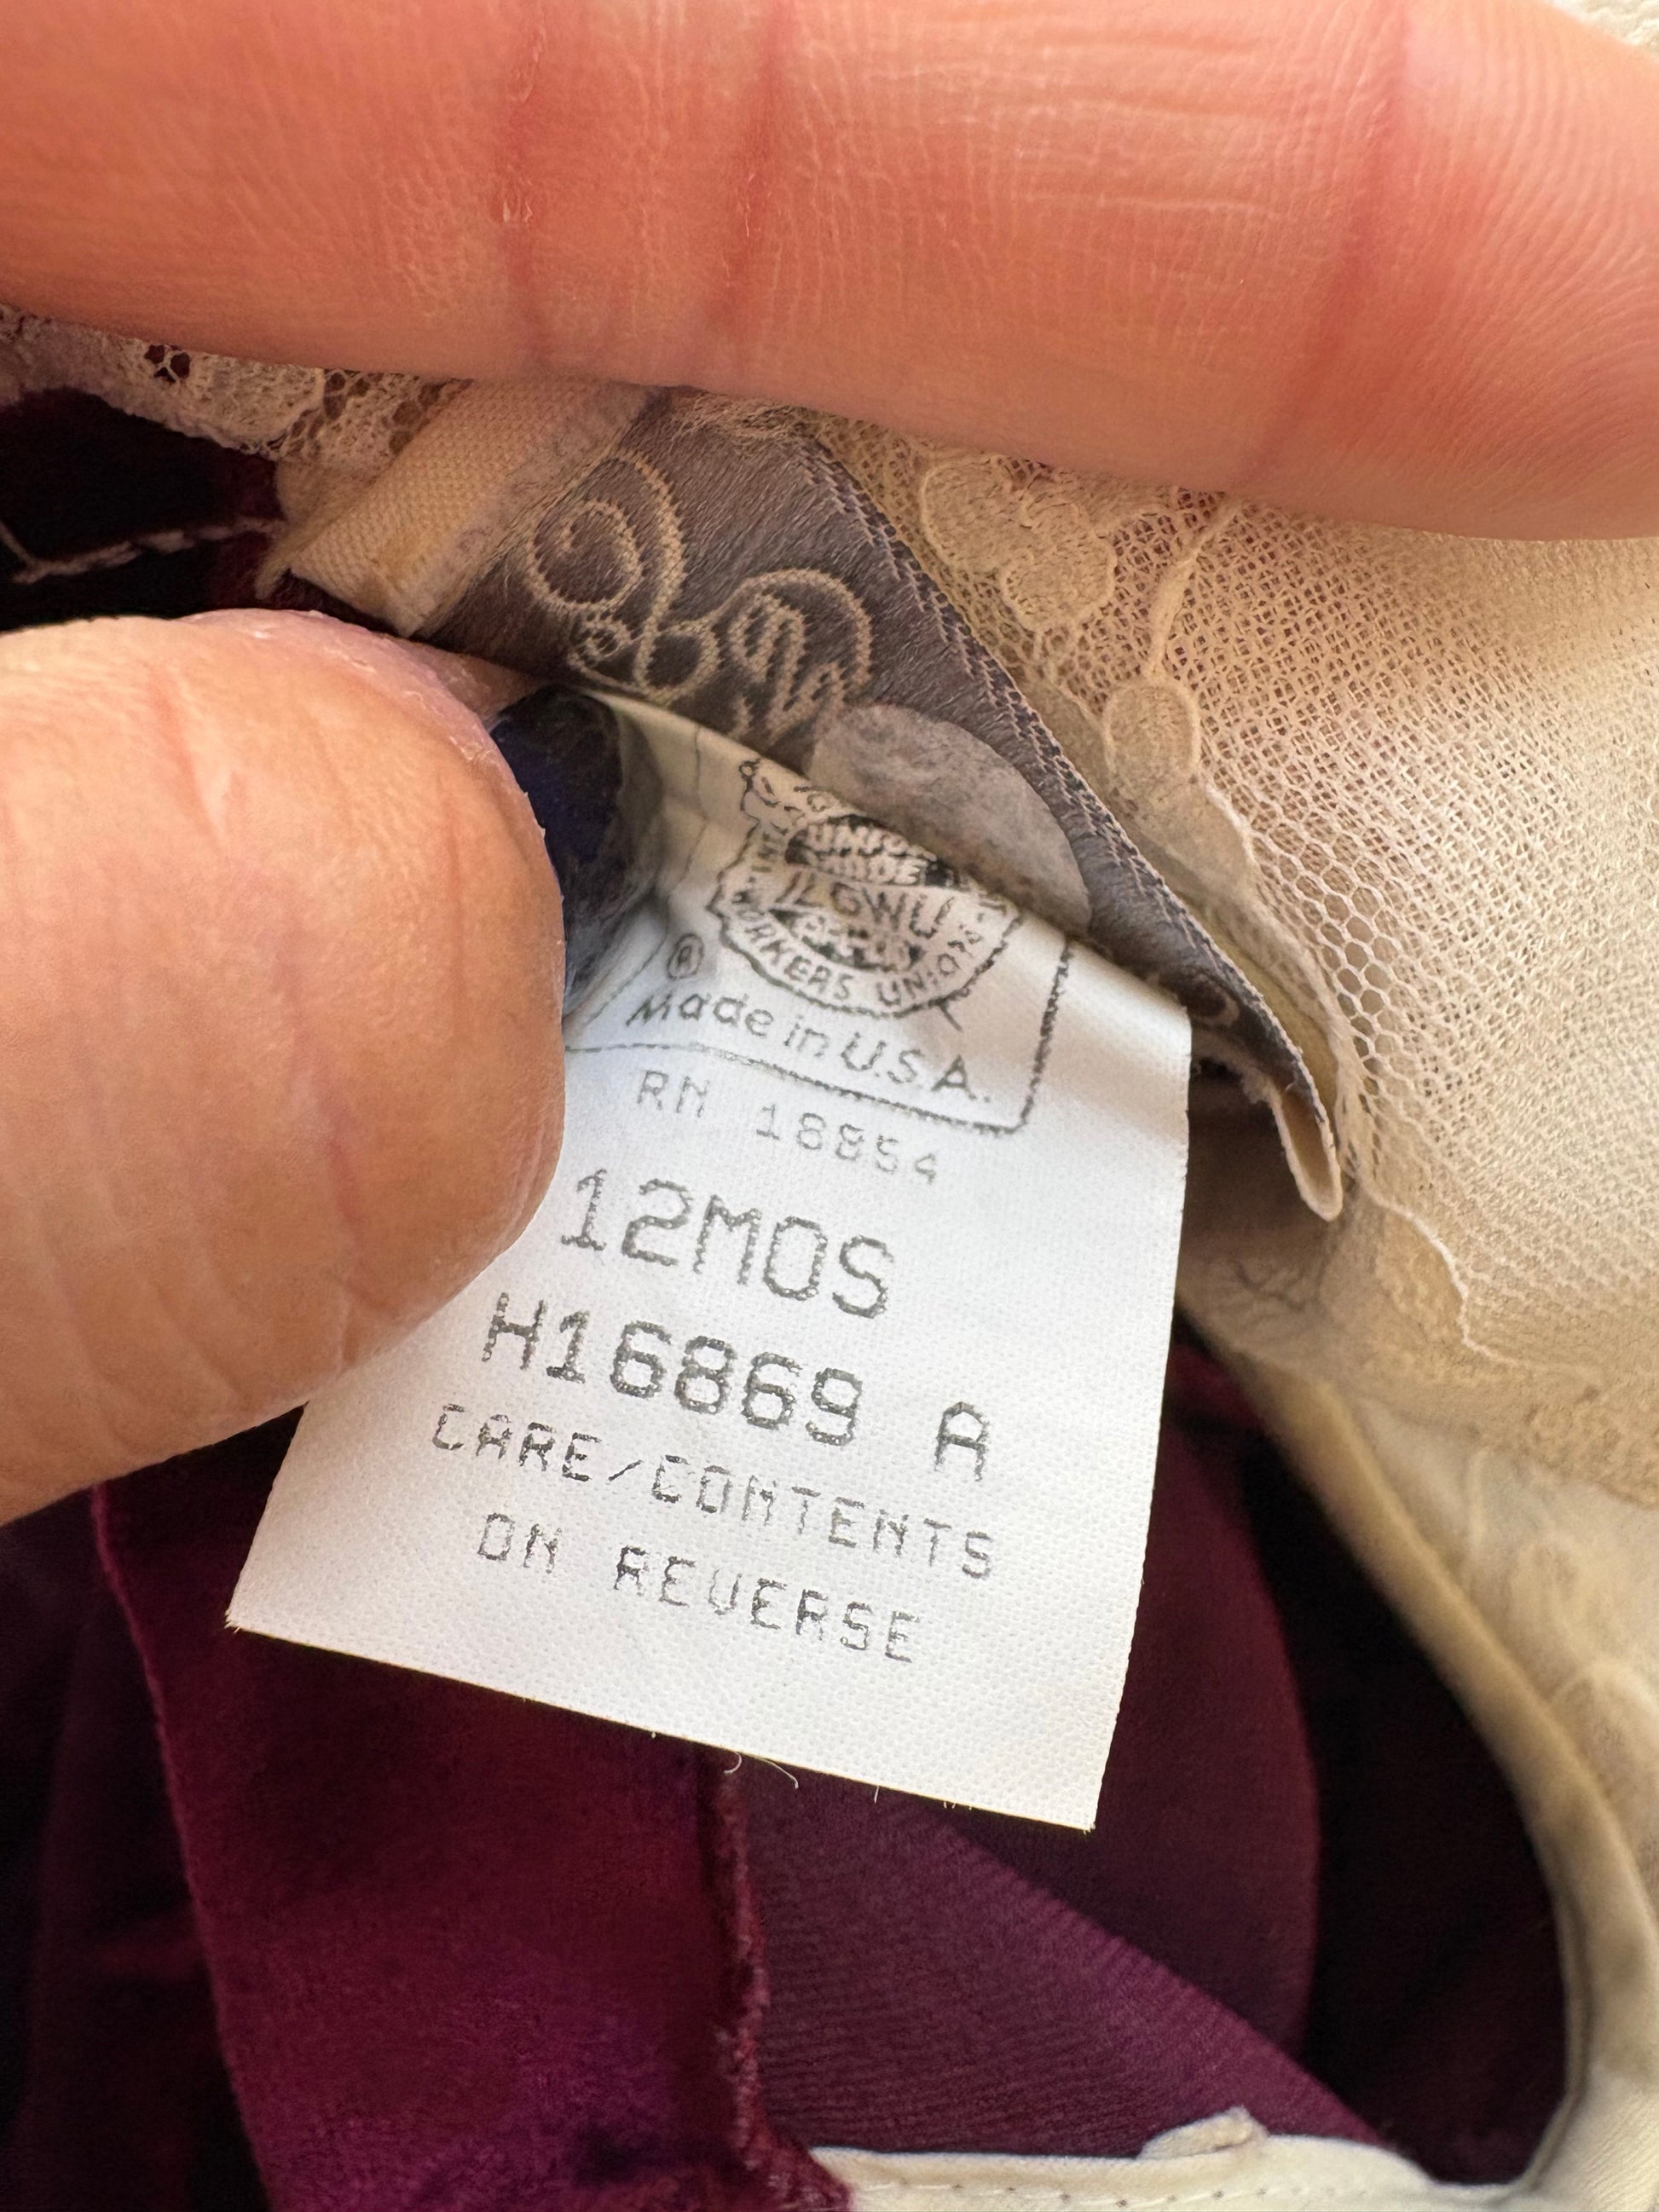 UNION
MADE
ILGWU
WORKERS UNION
®
Made in U.S.A.
RN 18854
12MOS
H16869 A
CARE/CONTENTS
ON REVERSE